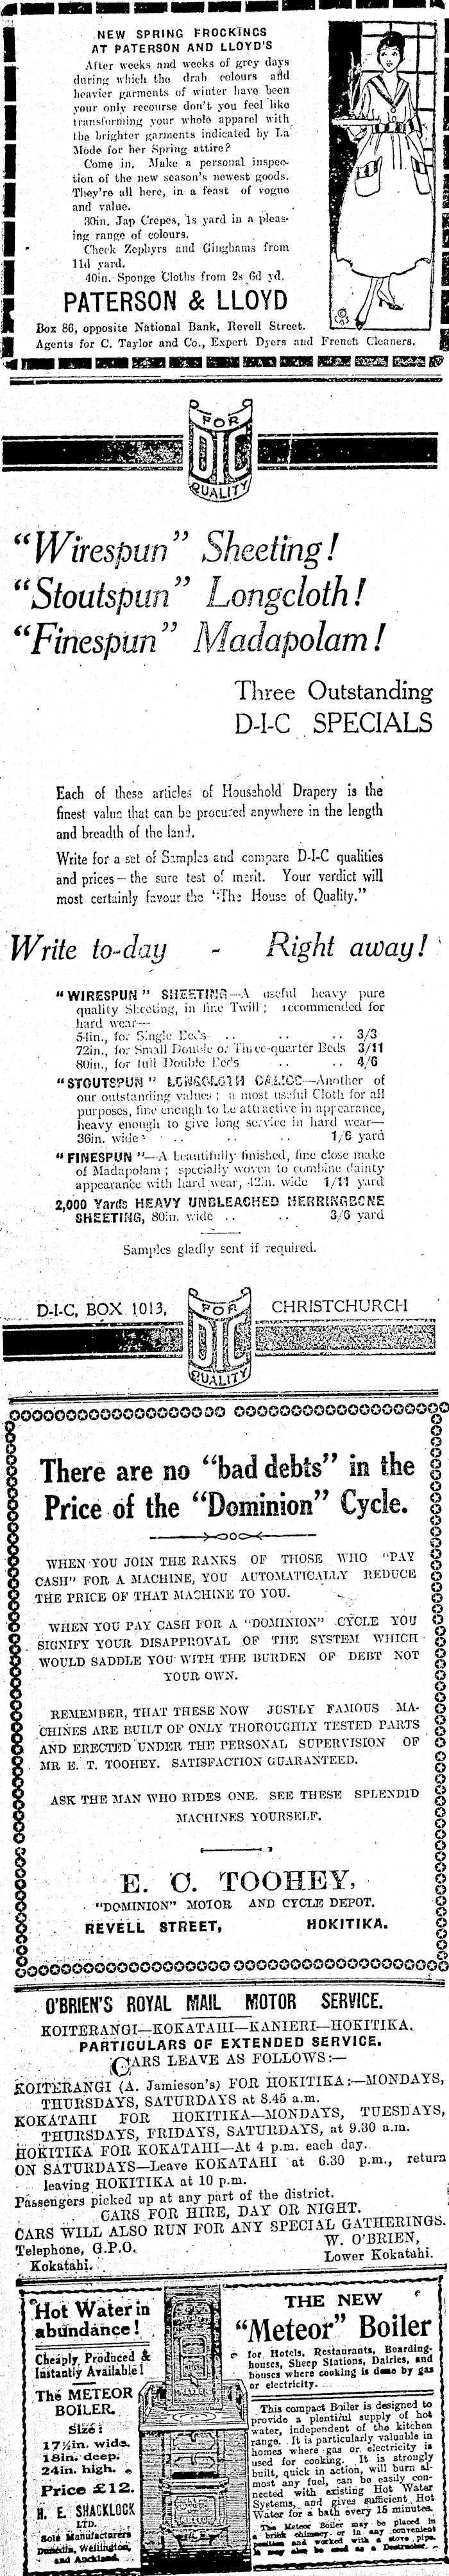 NEW SPRING FROCKINGS
AT PATERSON AND LLOYD'S
After weeks and weeks of grey days
during which the drab colours and
heavier garments of winter have been
your only recourse don't you feel like
transforming your whole apparel with
the brighter garments indicated by La
Mode for her Spring attire?
Come in. Make a personal inspec-
tion of the new season's newest goods.
They're all here, in a feast of vogue
and value.
30in. Jap Crepes, 1s yard in a pleas-
ing range of colours.
Check Zephyrs and Ginghams from
11d yard.
40in. Sponge Cloths from 2s 6d yd.
PATERSON & LLOYD
Box 86, opposite National Bank, Revell Street.
Agents for C. Taylor and Co., Expert Dyers and French Cleaners.
FOR
DIC
QUALITY
"Wirespun" Sheeting!
"Stoutspun" Longcloth!
"Finespun" Madapolam!
Three Outstanding
D-I-C SPECIALS
Each of these articles of Household Drapery is the
finest value that can be procured anywhere in the length
and breadth of the land.
Write for a set of Samples and compare D-I-C qualities
and prices—the sure test of merit. Your verdict will
most certainly favour the "The House of Quality."
Write to-day - Right away!
"WIRESPUN" SHEETING—A useful heavy pure
quality Sheeting, in fine Twill; recommended for
hard wear—
54in., for Single Bed's .. .. .. 3/3
72in., for Small Double or Three-quarter Beds 3/11
80in., for full Double Bed's .. .. 4/6
"STOUTSPUN" LONGCLOTH CALICO—Another of
our outstanding values; a most useful Cloth for all
purposes, fine enough to be attractive in appearance,
heavy enough to give long service in hard wear—
36in. wide .. .. .. 1/6 yard
"FINESPUN"—A beautifully finished, fine close make
of Madapolam; specially woven to combine dainty
appearance with hard wear, 42in. wide 1/11 yard
2,000 Yards HEAVY UNBLEACHED HERRINGBONE
SHEETING, 80in. wide .. .. 3/6 yard
Samples gladly sent if required.
D-I-C, BOX 1013, FOR CHRISTCHURCH
DIC
QUALITY
There are no "bad debts" in the
Price of the "Dominion" Cycle.
WHEN YOU JOIN THE RANKS OF THOSE WHO "PAY
CASH" FOR A MACHINE, YOU AUTOMATICALLY REDUCE
THE PRICE OF THAT MACHINE TO YOU.
WHEN YOU PAY CASH FOR A "DOMINION" CYCLE YOU
SIGNIFY YOUR DISAPPROVAL OF THE SYSTEM WHICH
WOULD SADDLE YOU WITH THE BURDEN OF DEBT NOT
YOUR OWN.
REMEMBER, THAT THESE NOW JUSTLY FAMOUS MA-
CHINES ARE BUILT OF ONLY THOROUGHLY TESTED PARTS
AND ERECTED UNDER THE PERSONAL SUPERVISION OF
MR E. T. TOOHEY. SATISFACTION GUARANTEED.
ASK THE MAN WHO RIDES ONE. SEE THESE SPLENDID
MACHINES YOURSELF.
E. C. TOOHEY,
"DOMINION" MOTOR AND CYCLE DEPOT.
REVELL STREET, HOKITIKA.
O'BRIEN'S ROYAL MAIL MOTOR SERVICE.
KOITERANGI—KOKATAHI—KANIERI—HOKITIKA.
PARTICULARS OF EXTENDED SERVICE.
CARS LEAVE AS FOLLOWS:—
KOITERANGI (A. Jamieson's) FOR HOKITIKA:—MONDAYS,
THURSDAYS, SATURDAYS at 8.45 a.m.
KOKATAHI FOR HOKITIKA—MONDAYS, TUESDAYS,
THURSDAYS, FRIDAYS, SATURDAYS, at 9.30 a.m.
HOKITIKA FOR KOKATAHI—At 4 p.m. each day.
ON SATURDAYS—Leave KOKATAHI at 6.30 p.m., return
leaving HOKITIKA at 10 p.m.
Passengers picked up at any part of the district.
CARS FOR HIRE, DAY OR NIGHT.
CARS WILL ALSO RUN FOR ANY SPECIAL GATHERINGS.
Telephone, G.P.O. W. O'BRIEN,
Kokatahi. Lower Kokatahi.
Hot Water in
abundance!
Cheaply Produced &
Instantly Available!
The METEOR
BOILER.
Size:
17½in. wide.
18in. deep.
24in. high.
Price £12.
H. E. SHACKLOCK
LTD.
Sole Manufacturers
Dunedin, Wellington,
and Auckland.
THE NEW
"Meteor" Boiler
for Hotels, Restaurants, Boarding-
houses, Sheep Stations, Dairies, and
houses where cooking is done by gas
or electricity.
This compact Boiler is designed to
provide a plentiful supply of hot
water, independent of the kitchen
range. It is particularly valuable in
homes where gas or electricity is
used for cooking. It is strongly
built, quick in action, will burn al-
most any fuel, can be easily con-
nected with existing Hot Water
Systems, and gives sufficient Hot
Water for a bath every 15 minutes.
The Meteor Boiler may be placed in
brick chimney or in any convenient
position and worked with a stove pipe.
It may also be used as a Destructor.